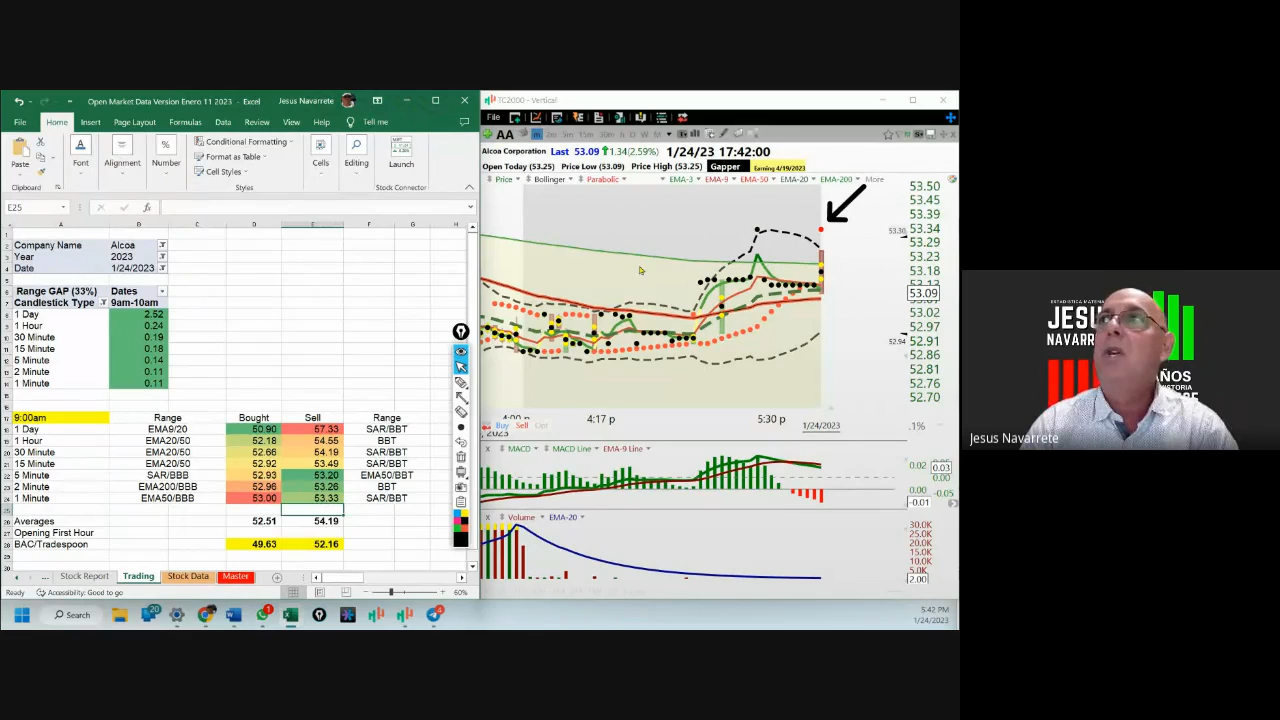 Open Market Data Version Enero 11 2023 - Excel
Jesus Navarrete
File Home Insert Page Layout Formulas Data Review View Help Tell me
Paste
Font
Alignment
Number
Conditional Formatting
Format as Table
Cell Styles
Cells
Editing
Launch
Clipboard
Styles
Stock Connector
E25
A B C D E F G H
Company Name Alcoa
Year 2023
Date 1/24/2023
Range GAP (33%) Dates
Candlestick Type 9am-10am
1 Day 2.52
1 Hour 0.24
30 Minute 0.19
15 Minute 0.18
5 Minute 0.14
2 Minute 0.11
1 Minute 0.11
9:00am Range Bought Sell Range
1 Day EMA9/20 50.90 57.33 SAR/BBT
1 Hour EMA20/50 52.18 54.55 BBT
30 Minute EMA20/50 52.66 54.19 SAR/BBT
15 Minute EMA20/50 52.92 53.49 SAR/BBT
5 Minute SAR/BBB 52.93 53.20 EMA50/BBT
2 Minute EMA200/BBB 52.96 53.26 BBT
1 Minute EMA50/BBB 53.00 53.33 SAR/BBT
Averages 52.51 54.19
Opening First Hour
BAC/Tradespoon 49.63 52.16
Stock Report Trading Stock Data Master
Ready Accessibility: Good to go 60%
TC2000 - Vertical
File
AA
Alcoa Corporation Last 53.09 1.34(2.59%) 1/24/23 17:42:00
Open Today (53.25) Price Low (53.09) Price High (53.25) Gapper Earning 4/19/2023
Price Bollinger Parabolic EMA-3 EMA-9 EMA-50 EMA-20 EMA-200 More
53.50
53.45
53.39
53.34
53.30
53.29
53.23
53.18
53.09
53.02
52.97
52.94
52.91
52.86
52.81
52.76
52.70
4:17 p 5:30 p 1/24/2023
Buy Sell
X MACD MACD Line EMA-9 Line
0.02
0.03
0.00
-0.05
-0.01
X Volume EMA-20
30.0K
25.0K
20.0K
15.0K
10.0K
5.0K
2.00
Search
20
1
4
5:42 PM
1/24/2023
ESTADISTICA MATEMA
JESU
NAVARR
AÑOS
Jesus Navarrete